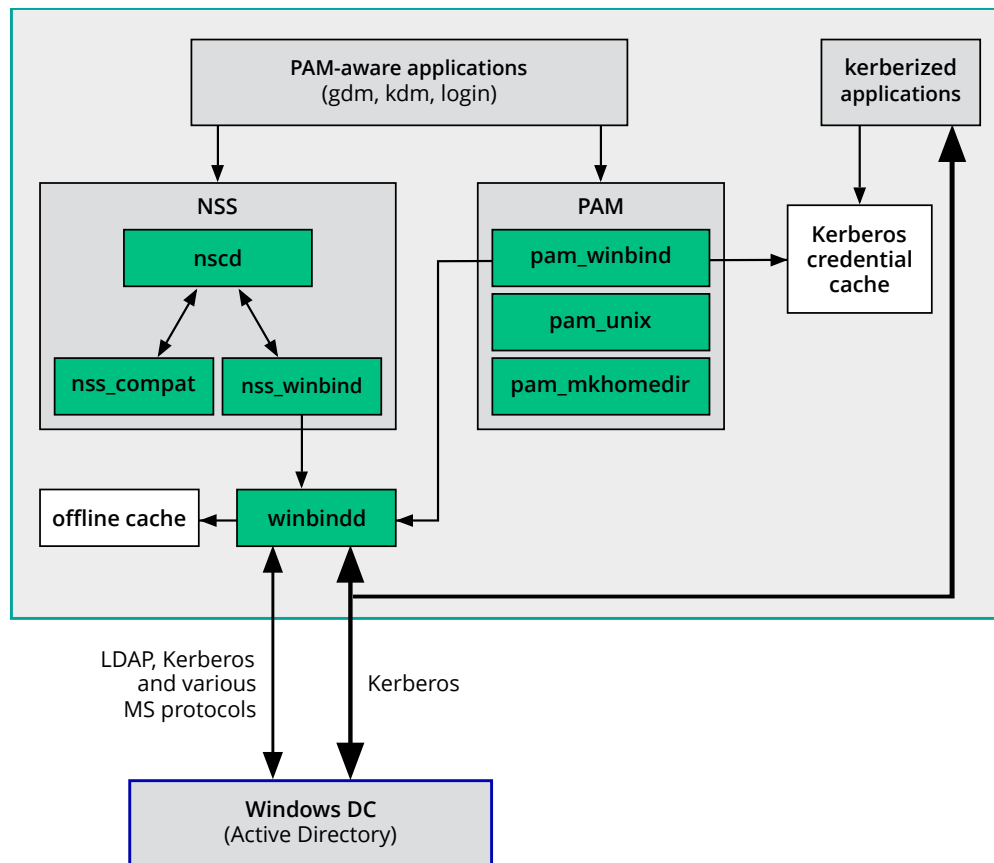 PAM-aware applications
(gdm, kdm, login)
kerberized
applications
NSS
PAM
nscd
pam_winbind
Kerberos
credential
cache
pam_unix
nss_compat
nss_winbind
pam_mkhomedir
offline cache
winbindd
LDAP, Kerberos
and various
MS protocols
Kerberos
Windows DC
(Active Directory)